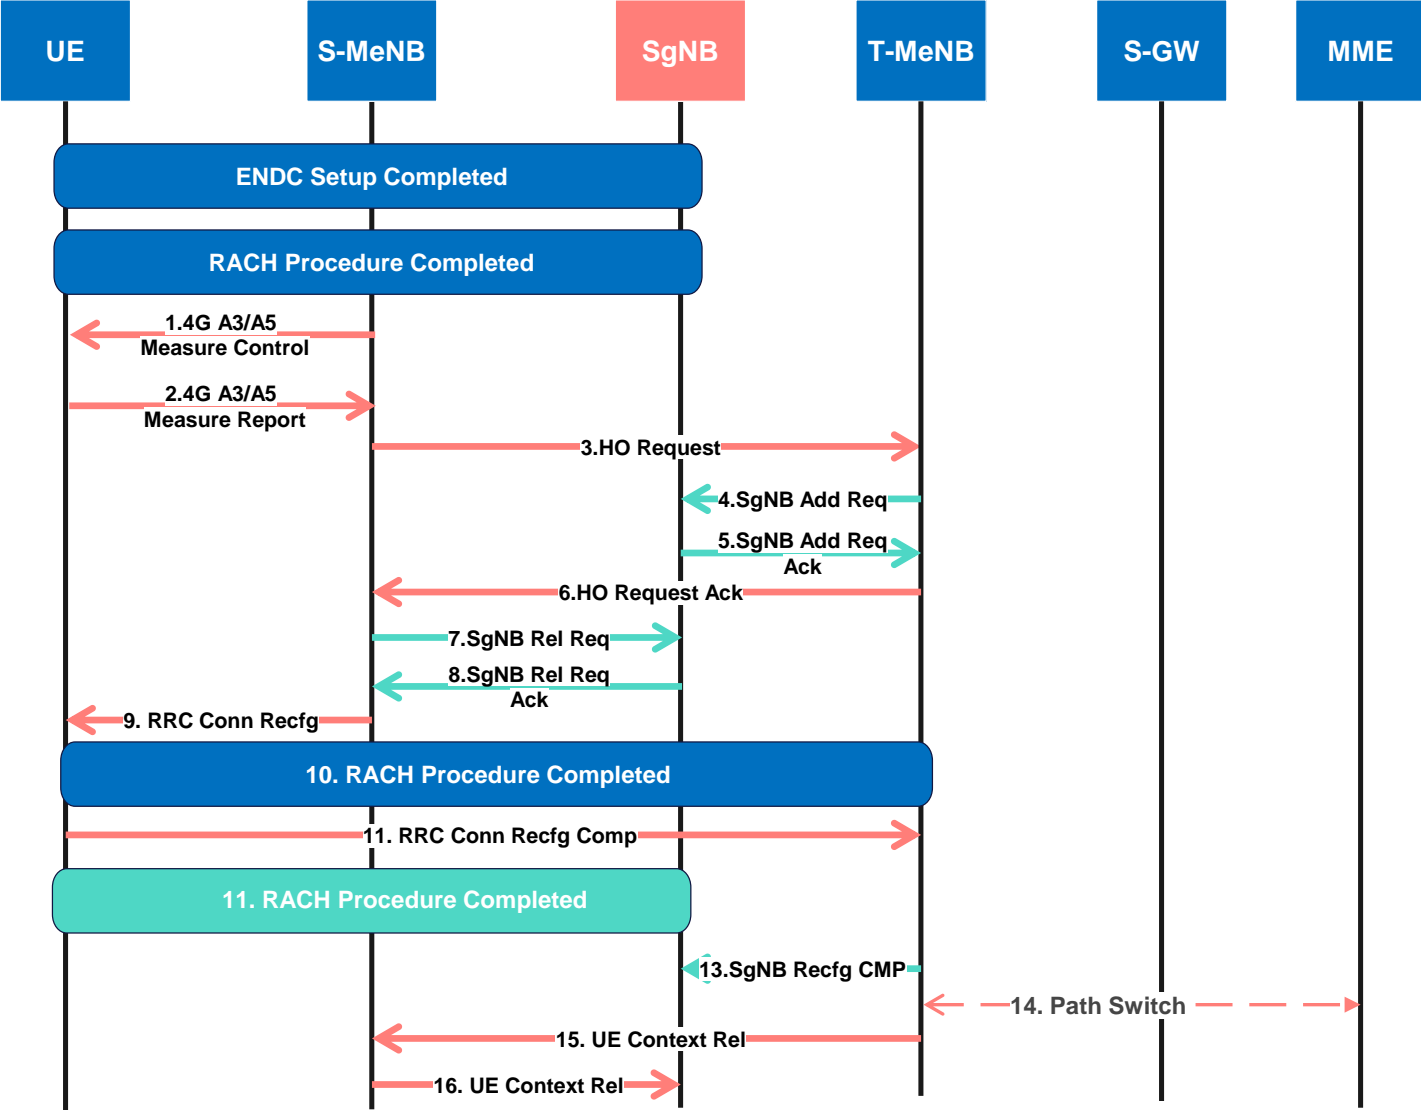 UE
S-MeNB
SgNB
T-MeNB
S-GW
MME
ENDC Setup Completed
RACH Procedure Completed
1.4G A3/A5
Measure Control
2.4G A3/A5
Measure Report
3.HO Request
4.SgNB Add Req
5.SgNB Add Req
Ack
6.HO Request Ack
7.SgNB Rel Req
8.SgNB Rel Req
Ack
9. RRC Conn Recfg
10. RACH Procedure Completed
11. RRC Conn Recfg Comp
11. RACH Procedure Completed
13.SgNB Recfg CMP
14. Path Switch
15. UE Context Rel
16. UE Context Rel